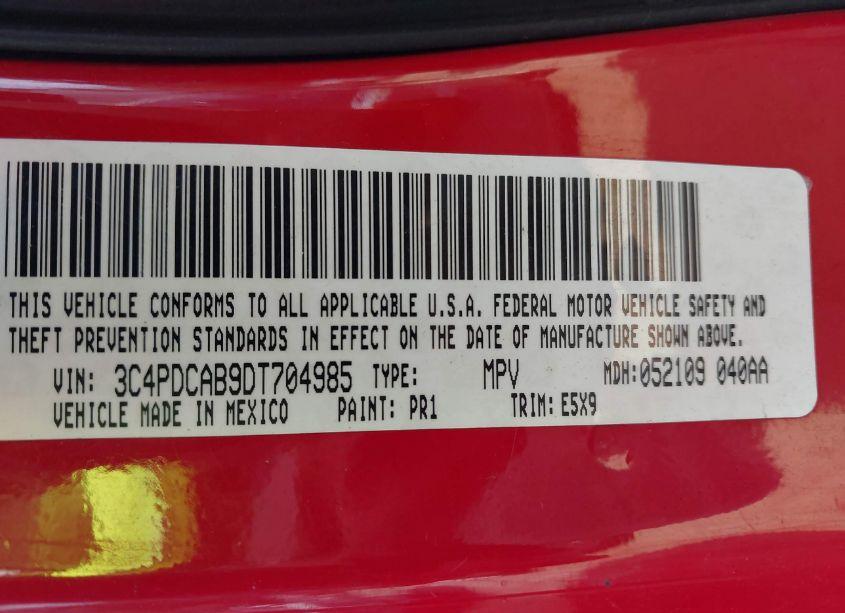 THIS VEHICLE CONFORMS TO ALL APPLICABLE U.S.A. FEDERAL MOTOR VEHICLE SAFETY AND
THEFT PREVENTION STANDARDS IN EFFECT ON THE DATE OF MANUFACTURE SHOWN ABOVE.
VIN: 3C4PDCAB9DT704985 TYPE: MPV MDH:052109 040AA
VEHICLE MADE IN MEXICO PAINT: PR1 TRIM: E5X9